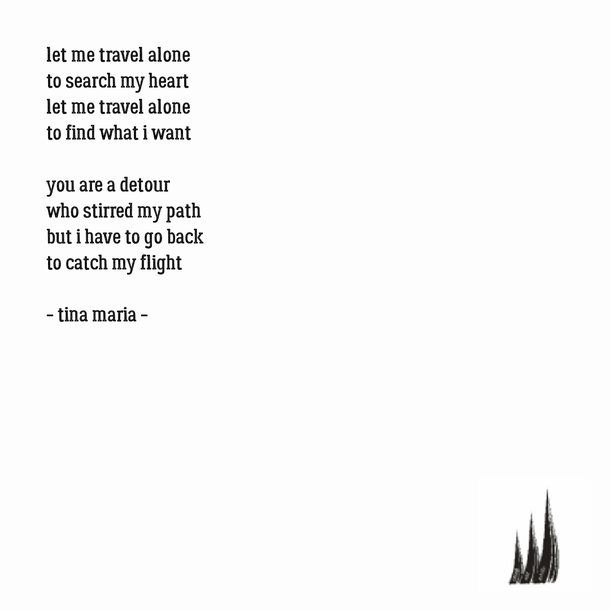 let me travel alone
to search my heart
let me travel alone
to find what i want
you are a detour
who stirred my path
but i have to go back
to catch my flight
- tina maria -